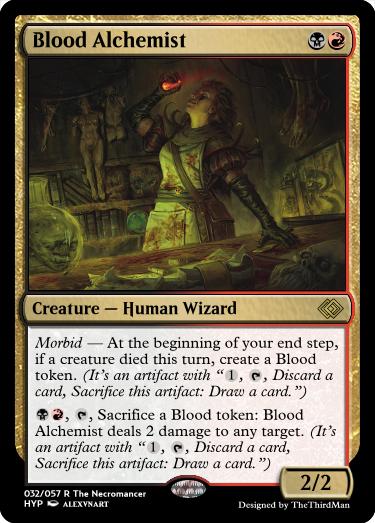 Blood Alchemist
Creature — Human Wizard
Morbid — At the beginning of your end step,
if a creature died this turn, create a Blood
token. (It's an artifact with “1, , Discard a
card, Sacrifice this artifact: Draw a card.”)
, , Sacrifice a Blood token: Blood
Alchemist deals 2 damage to any target. (It's
an artifact with “1, , Discard a card,
Sacrifice this artifact: Draw a card.”)
2/2
032/057 R The Necromancer
HYP ALEXVNART
Designed by TheThirdMan